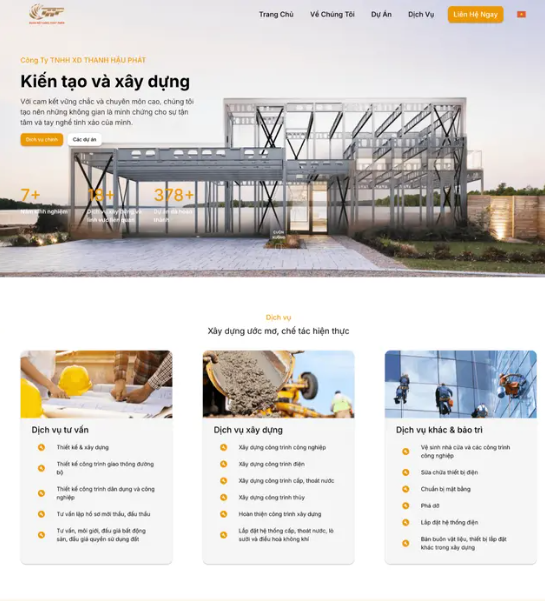 Trang Chủ
Về Chúng Tôi
Dự Án
Dịch Vụ
Liên Hệ Ngay
Công Ty TNHH XD THANH HẬU PHÁT
Kiến tạo và xây dựng
Với cam kết vững chắc và chuyên môn cao, chúng tôi
tạo nên những không gian là minh chứng cho sự tận
tâm và tay nghề tinh xảo của mình.
Dịch vụ chính
Các dự án
7+
378+
Dịch vụ
Xây dựng ước mơ, chế tác hiện thực
Dịch vụ tư vấn
Thiết kế & xây dựng
Thiết kế công trình giao thông đường
bộ
Thiết kế công trình dân dụng và công
nghiệp
Tư vấn lập hồ sơ mời thầu, đấu thầu
Tư vấn, môi giới, đấu giá bất động
sản, đấu giá quyền sử dụng đất
Dịch vụ xây dựng
Xây dựng công trình công nghiệp
Xây dựng công trình điện
Xây dựng công trình cấp, thoát nước
Xây dựng công trình thủy
Hoàn thiện công trình xây dựng
Lắp đặt hệ thống cấp, thoát nước, lò
sưởi và điều hoà không khí
Dịch vụ khác & bảo trì
Vệ sinh nhà cửa và các công trình
công nghiệp
Sửa chữa thiết bị điện
Chuẩn bị mặt bằng
Phá dỡ
Lắp đặt hệ thống điện
Bán buôn vật liệu, thiết bị lắp đặt
khác trong xây dựng